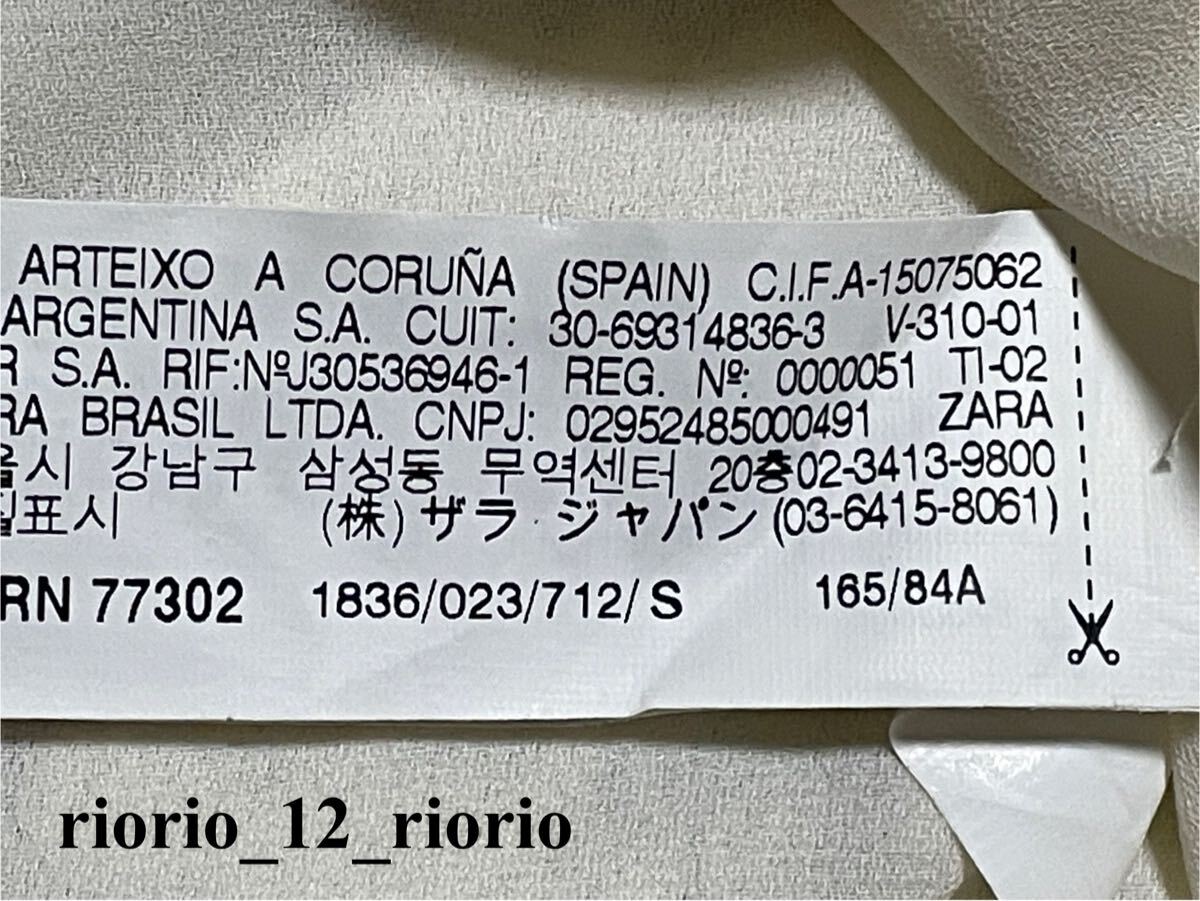 ARTEIXO A CORUÑA (SPAIN) C.I.F.A-15075062
ARGENTINA S.A. CUIT: 30-69314836-3 V-310-01
S.A. RIF:NºJ30536946-1 REG. Nº: 0000051 TI-02
BRASIL LTDA. CNPJ: 02952485000491 ZARA
강남구 삼성동 무역센터 20층02-3413-9800
(株) ザラ ジャパン (03-6415-8061)
RN 77302 1836/023/712/S 165/84A
riorio_12_riorio